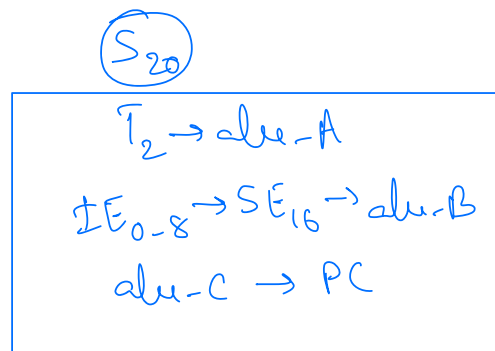 S20
T2 → alu-A
IE0-8 → SE16 → alu-B
alu-C → PC